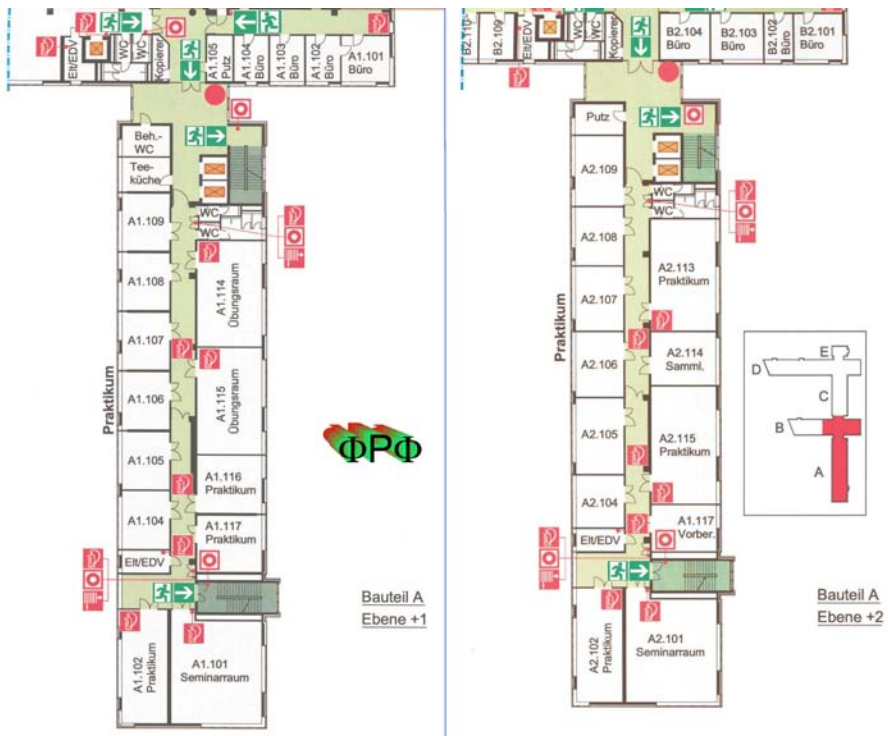 Elt/EDV
WC
WC
Kopierer
A1.105
Putz
A1.104
Büro
A1.103
Büro
A1.102
Büro
A1.101
Büro
Beh.-
WC
Tee-
küche
WC
WC
A1.109
A1.108
A1.107
A1.106
A1.105
A1.104
Praktikum
A1.114
Übungsraum
A1.115
Übungsraum
A1.116
Praktikum
A1.117
Praktikum
Elt/EDV
A1.102
Praktikum
A1.101
Seminarraum
Bauteil A
Ebene +1
ΦPΦ
B2.110
B2.109
Elt/EDV
WC
WC
Kopierer
B2.104
Büro
B2.103
Büro
B2.102
Büro
B2.101
Büro
Putz
WC
WC
A2.109
A2.108
A2.107
A2.106
A2.105
A2.104
Praktikum
A2.113
Praktikum
A2.114
Samml.
A2.115
Praktikum
A1.117
Vorber.
Elt/EDV
A2.102
Praktikum
A2.101
Seminarraum
E
D
C
B
A
Bauteil A
Ebene +2